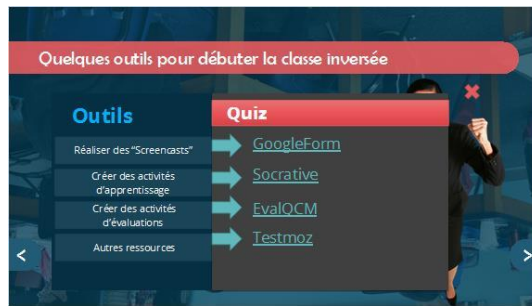 Quelques outils pour débuter la classe inversée
Outils
Réaliser des “Screencasts”
Créer des activités
d’apprentissage
Créer des activités
d’évaluations
Autres ressources
Quiz
GoogleForm
Socrative
EvalQCM
Testmoz
<
>